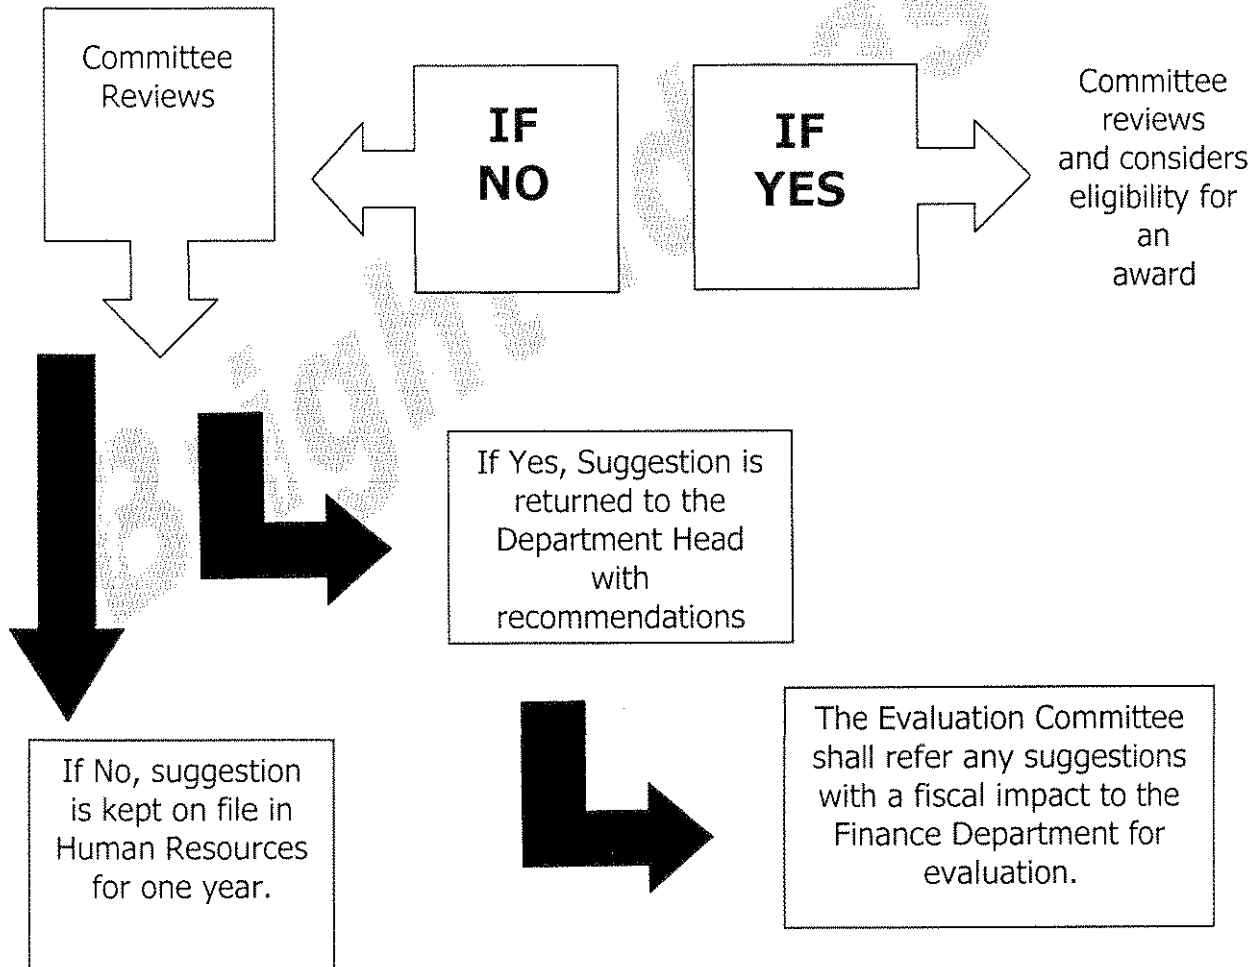 Committee
Reviews
IF
NO
IF
YES
Committee
reviews
and considers
eligibility for
an
award
If Yes, Suggestion is
returned to the
Department Head
with
recommendations
If No, suggestion
is kept on file in
Human Resources
for one year.
The Evaluation Committee
shall refer any suggestions
with a fiscal impact to the
Finance Department for
evaluation.